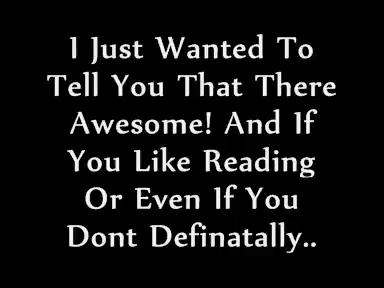 I Just Wanted To
Tell You That There
Awesome! And If
You Like Reading
Or Even If You
Dont Definatally..